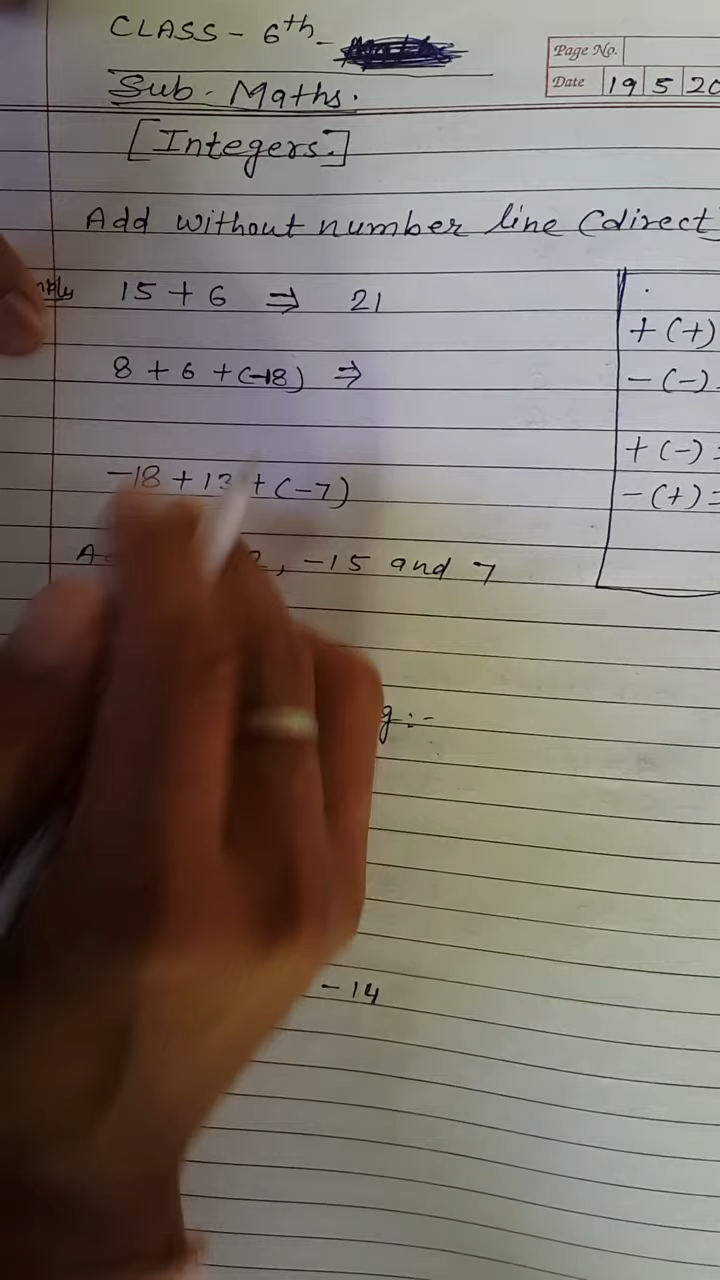 CLASS - 6th -
Page No.
Date 19 5 20
Sub - Maths.
[Integers.]
Add without number line (direct
15 + 6 ⇒ 21
8 + 6 + (-18) ⇒
-18 + 13 + (-7)
, -15 and 7
+ (+)
- (-)
+ (-) =
- (+) =
g :-
- 14